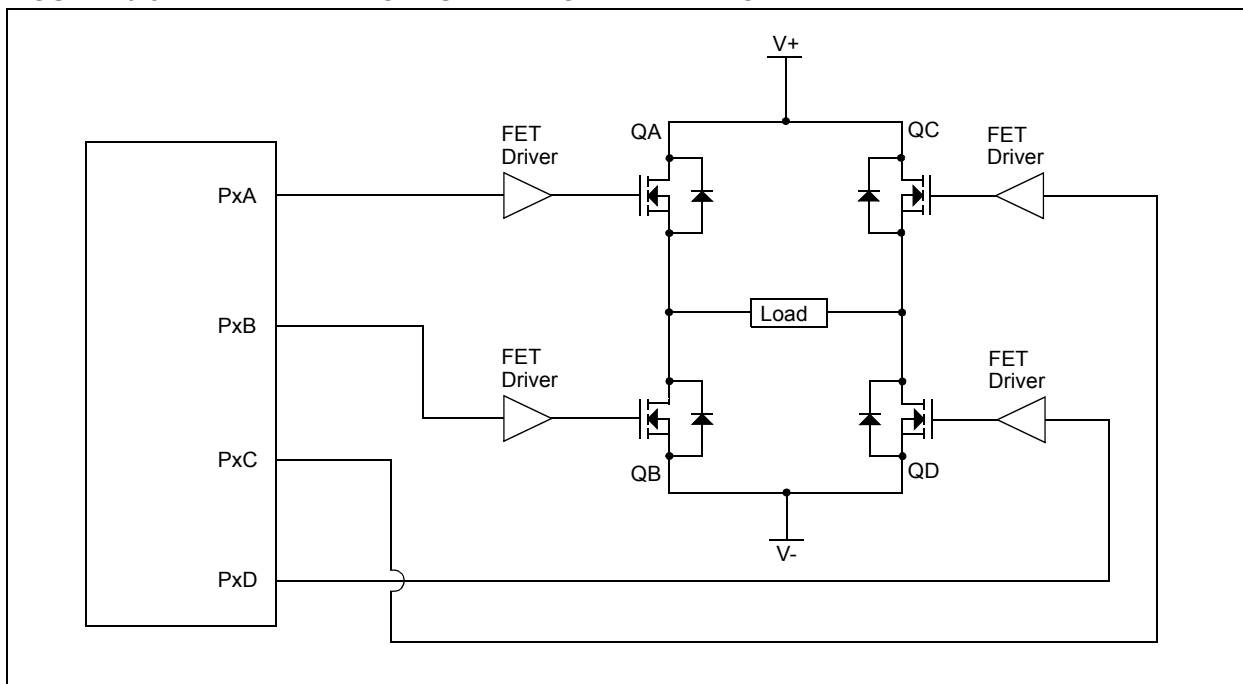 V+
QA
QC
FET
Driver
FET
Driver
PxA
Load
PxB
FET
Driver
FET
Driver
PxC
QB
QD
V-
PxD